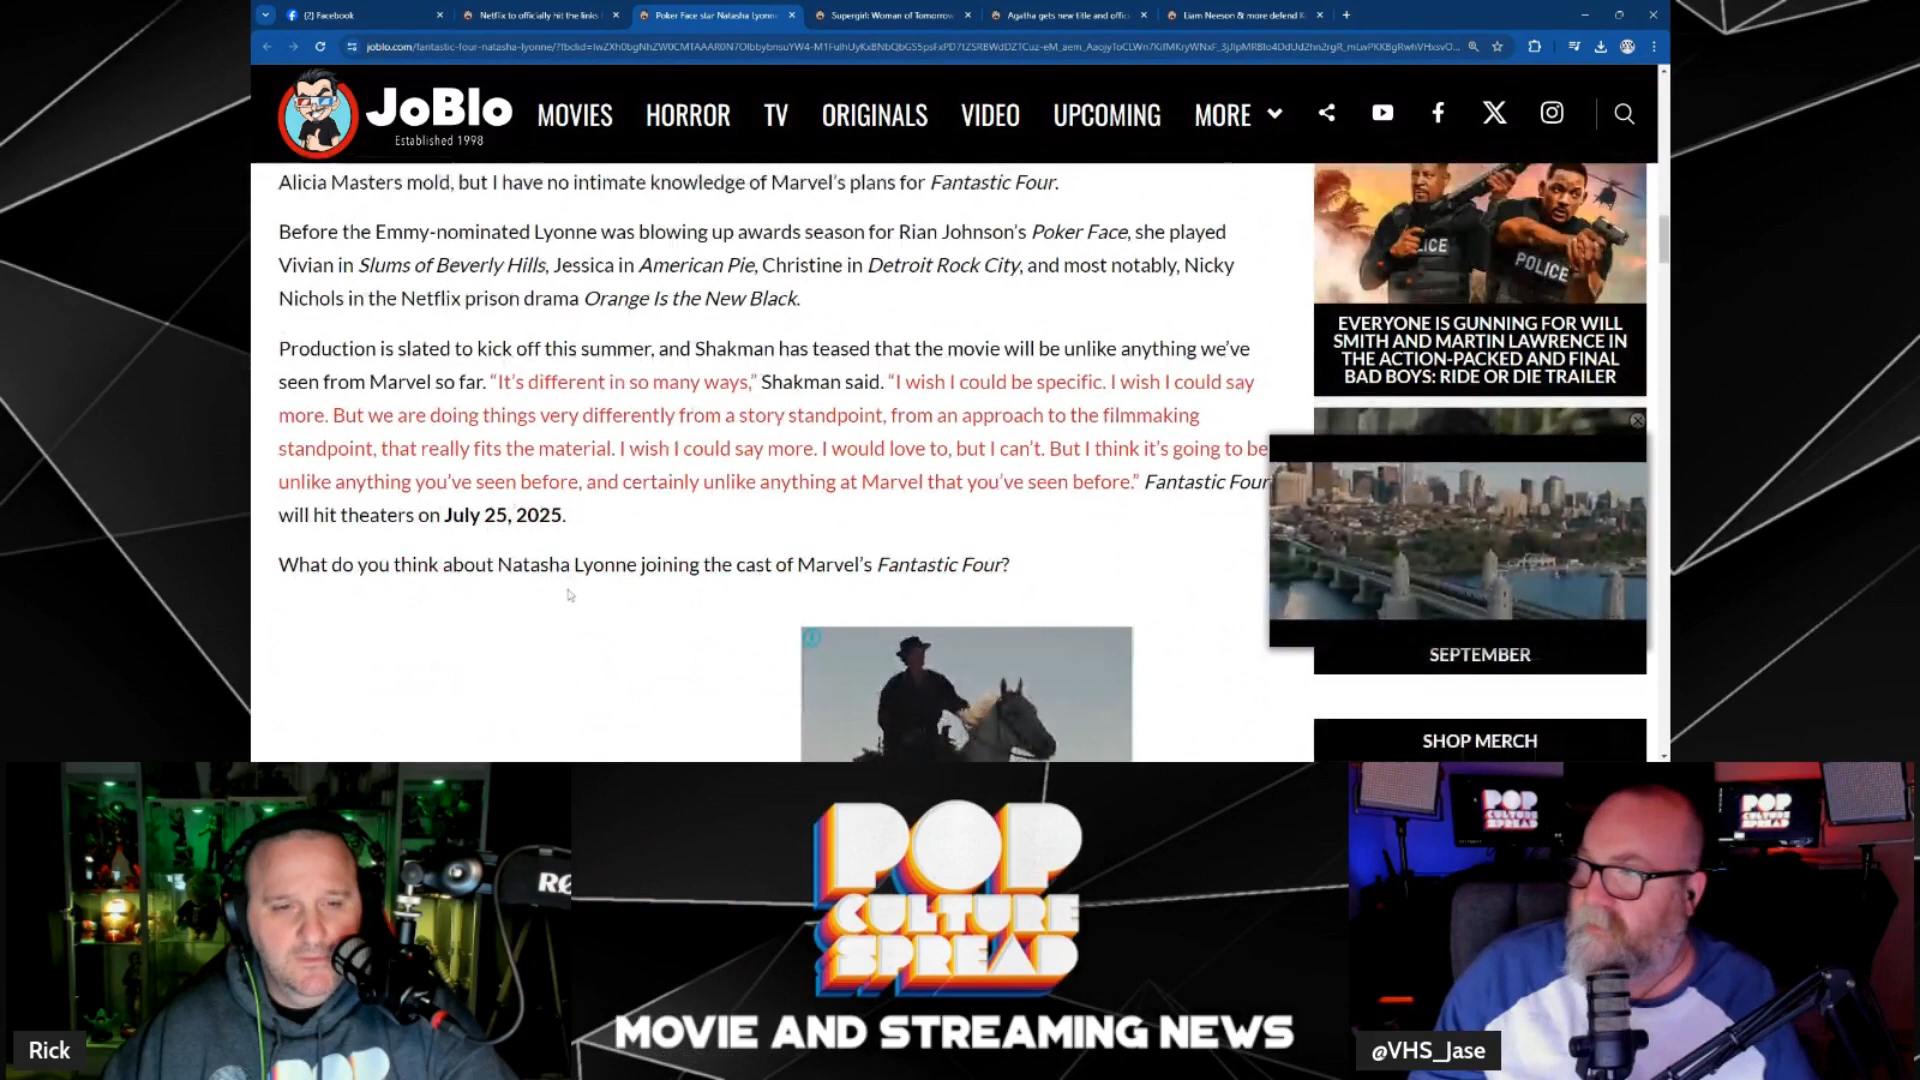 (2) Facebook
Netflix to officially hit the links
Poker Face star Natasha Lyonne
Supergirl: Woman of Tomorrow
Agatha gets new title and offic
Liam Neeson & more defend
JoBlo
Established 1998
MOVIES
HORROR
TV
ORIGINALS
VIDEO
UPCOMING
MORE
Alicia Masters mold, but I have no intimate knowledge of Marvel’s plans for Fantastic Four.
Before the Emmy-nominated Lyonne was blowing up awards season for Rian Johnson’s Poker Face, she played
Vivian in Slums of Beverly Hills, Jessica in American Pie, Christine in Detroit Rock City, and most notably, Nicky
Nichols in the Netflix prison drama Orange Is the New Black.
Production is slated to kick off this summer, and Shakman has teased that the movie will be unlike anything we’ve
seen from Marvel so far. “It’s different in so many ways,” Shakman said. “I wish I could be specific. I wish I could say
more. But we are doing things very differently from a story standpoint, from an approach to the filmmaking
standpoint, that really fits the material. I wish I could say more. I would love to, but I can’t. But I think it’s going to be
unlike anything you’ve seen before, and certainly unlike anything at Marvel that you’ve seen before.” Fantastic Four
will hit theaters on July 25, 2025.
What do you think about Natasha Lyonne joining the cast of Marvel’s Fantastic Four?
POLICE
EVERYONE IS GUNNING FOR WILL
SMITH AND MARTIN LAWRENCE IN
THE ACTION-PACKED AND FINAL
BAD BOYS: RIDE OR DIE TRAILER
SEPTEMBER
SHOP MERCH
POP
CULTURE
SPREAD
MOVIE AND STREAMING NEWS
Rick
POP
@VHS_Jase
POP
CULTURE
SPREAD
POP
CULTURE
SPREAD